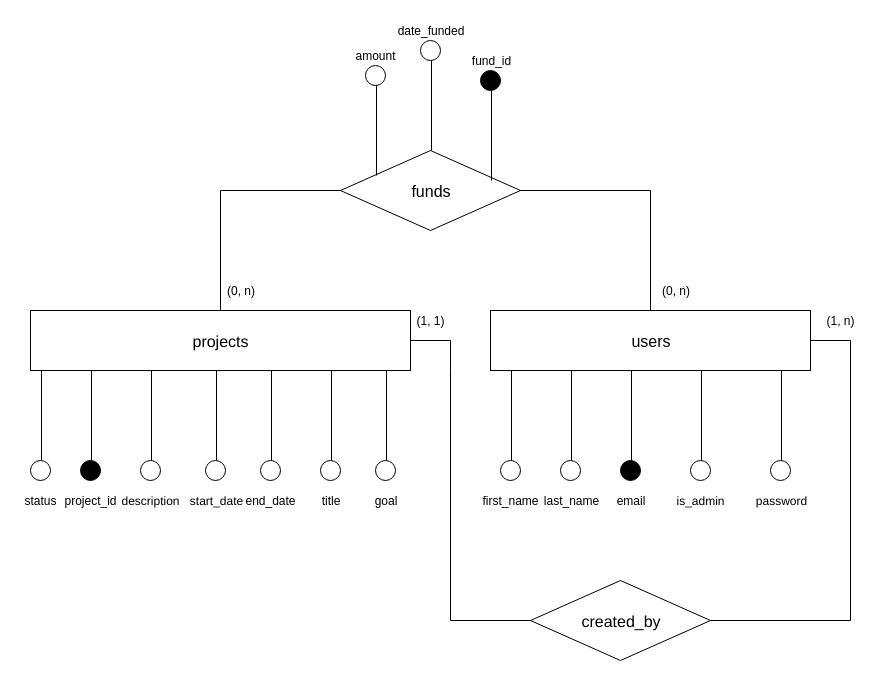 date_funded
amount
fund_id
funds
(0, n)
(0, n)
(1, 1)
(1, n)
projects
users
status
project_id
description
start_date
end_date
title
goal
first_name
last_name
email
is_admin
password
created_by